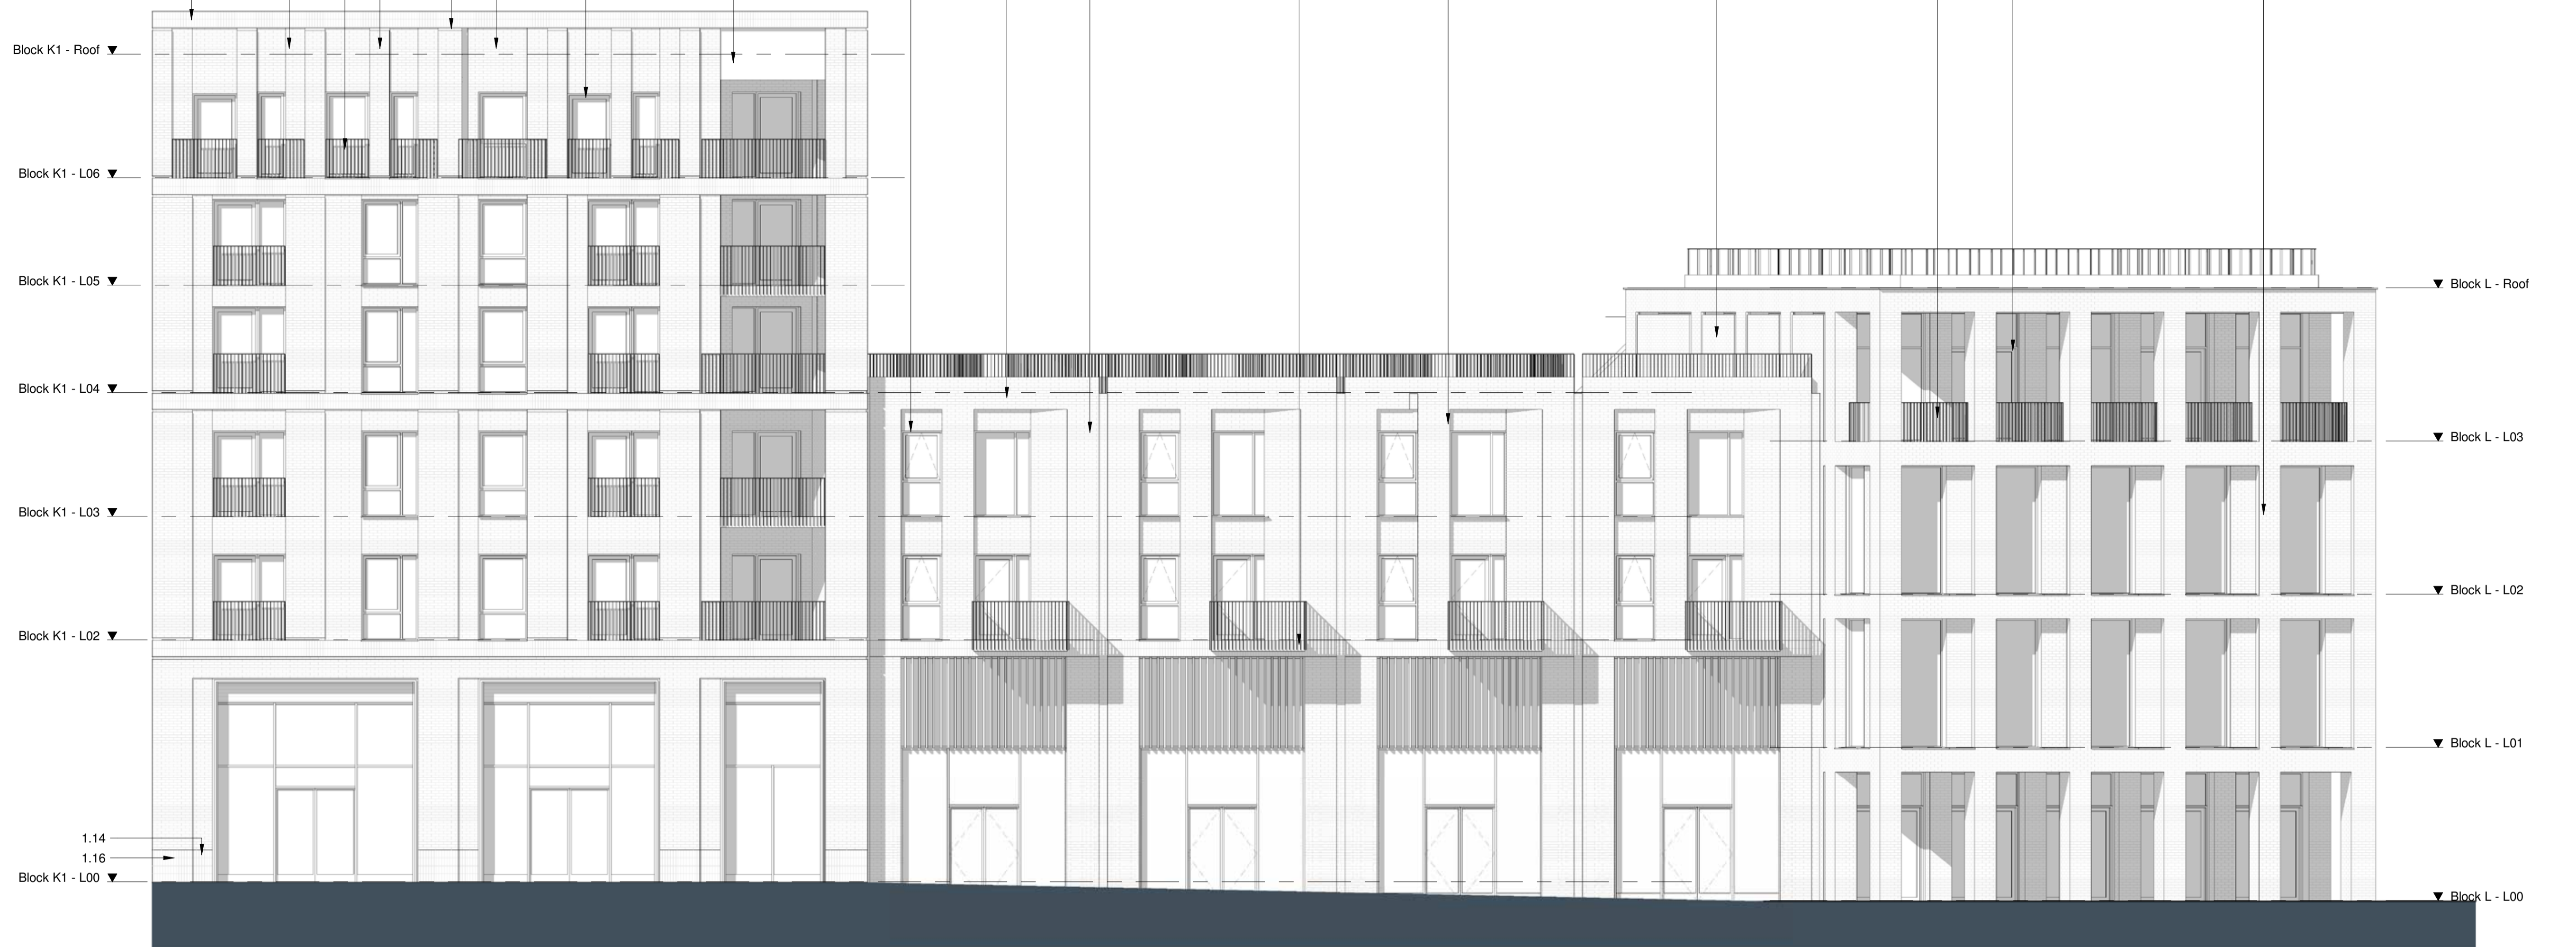 Block K1 - Roof
Block K1 - L06
Block K1 - L05
Block K1 - L04
Block K1 - L03
Block K1 - L02
1.14
1.16
Block K1 - L00
Block L - Roof
Block L - L03
Block L - L02
Block L - L01
Block L - L00